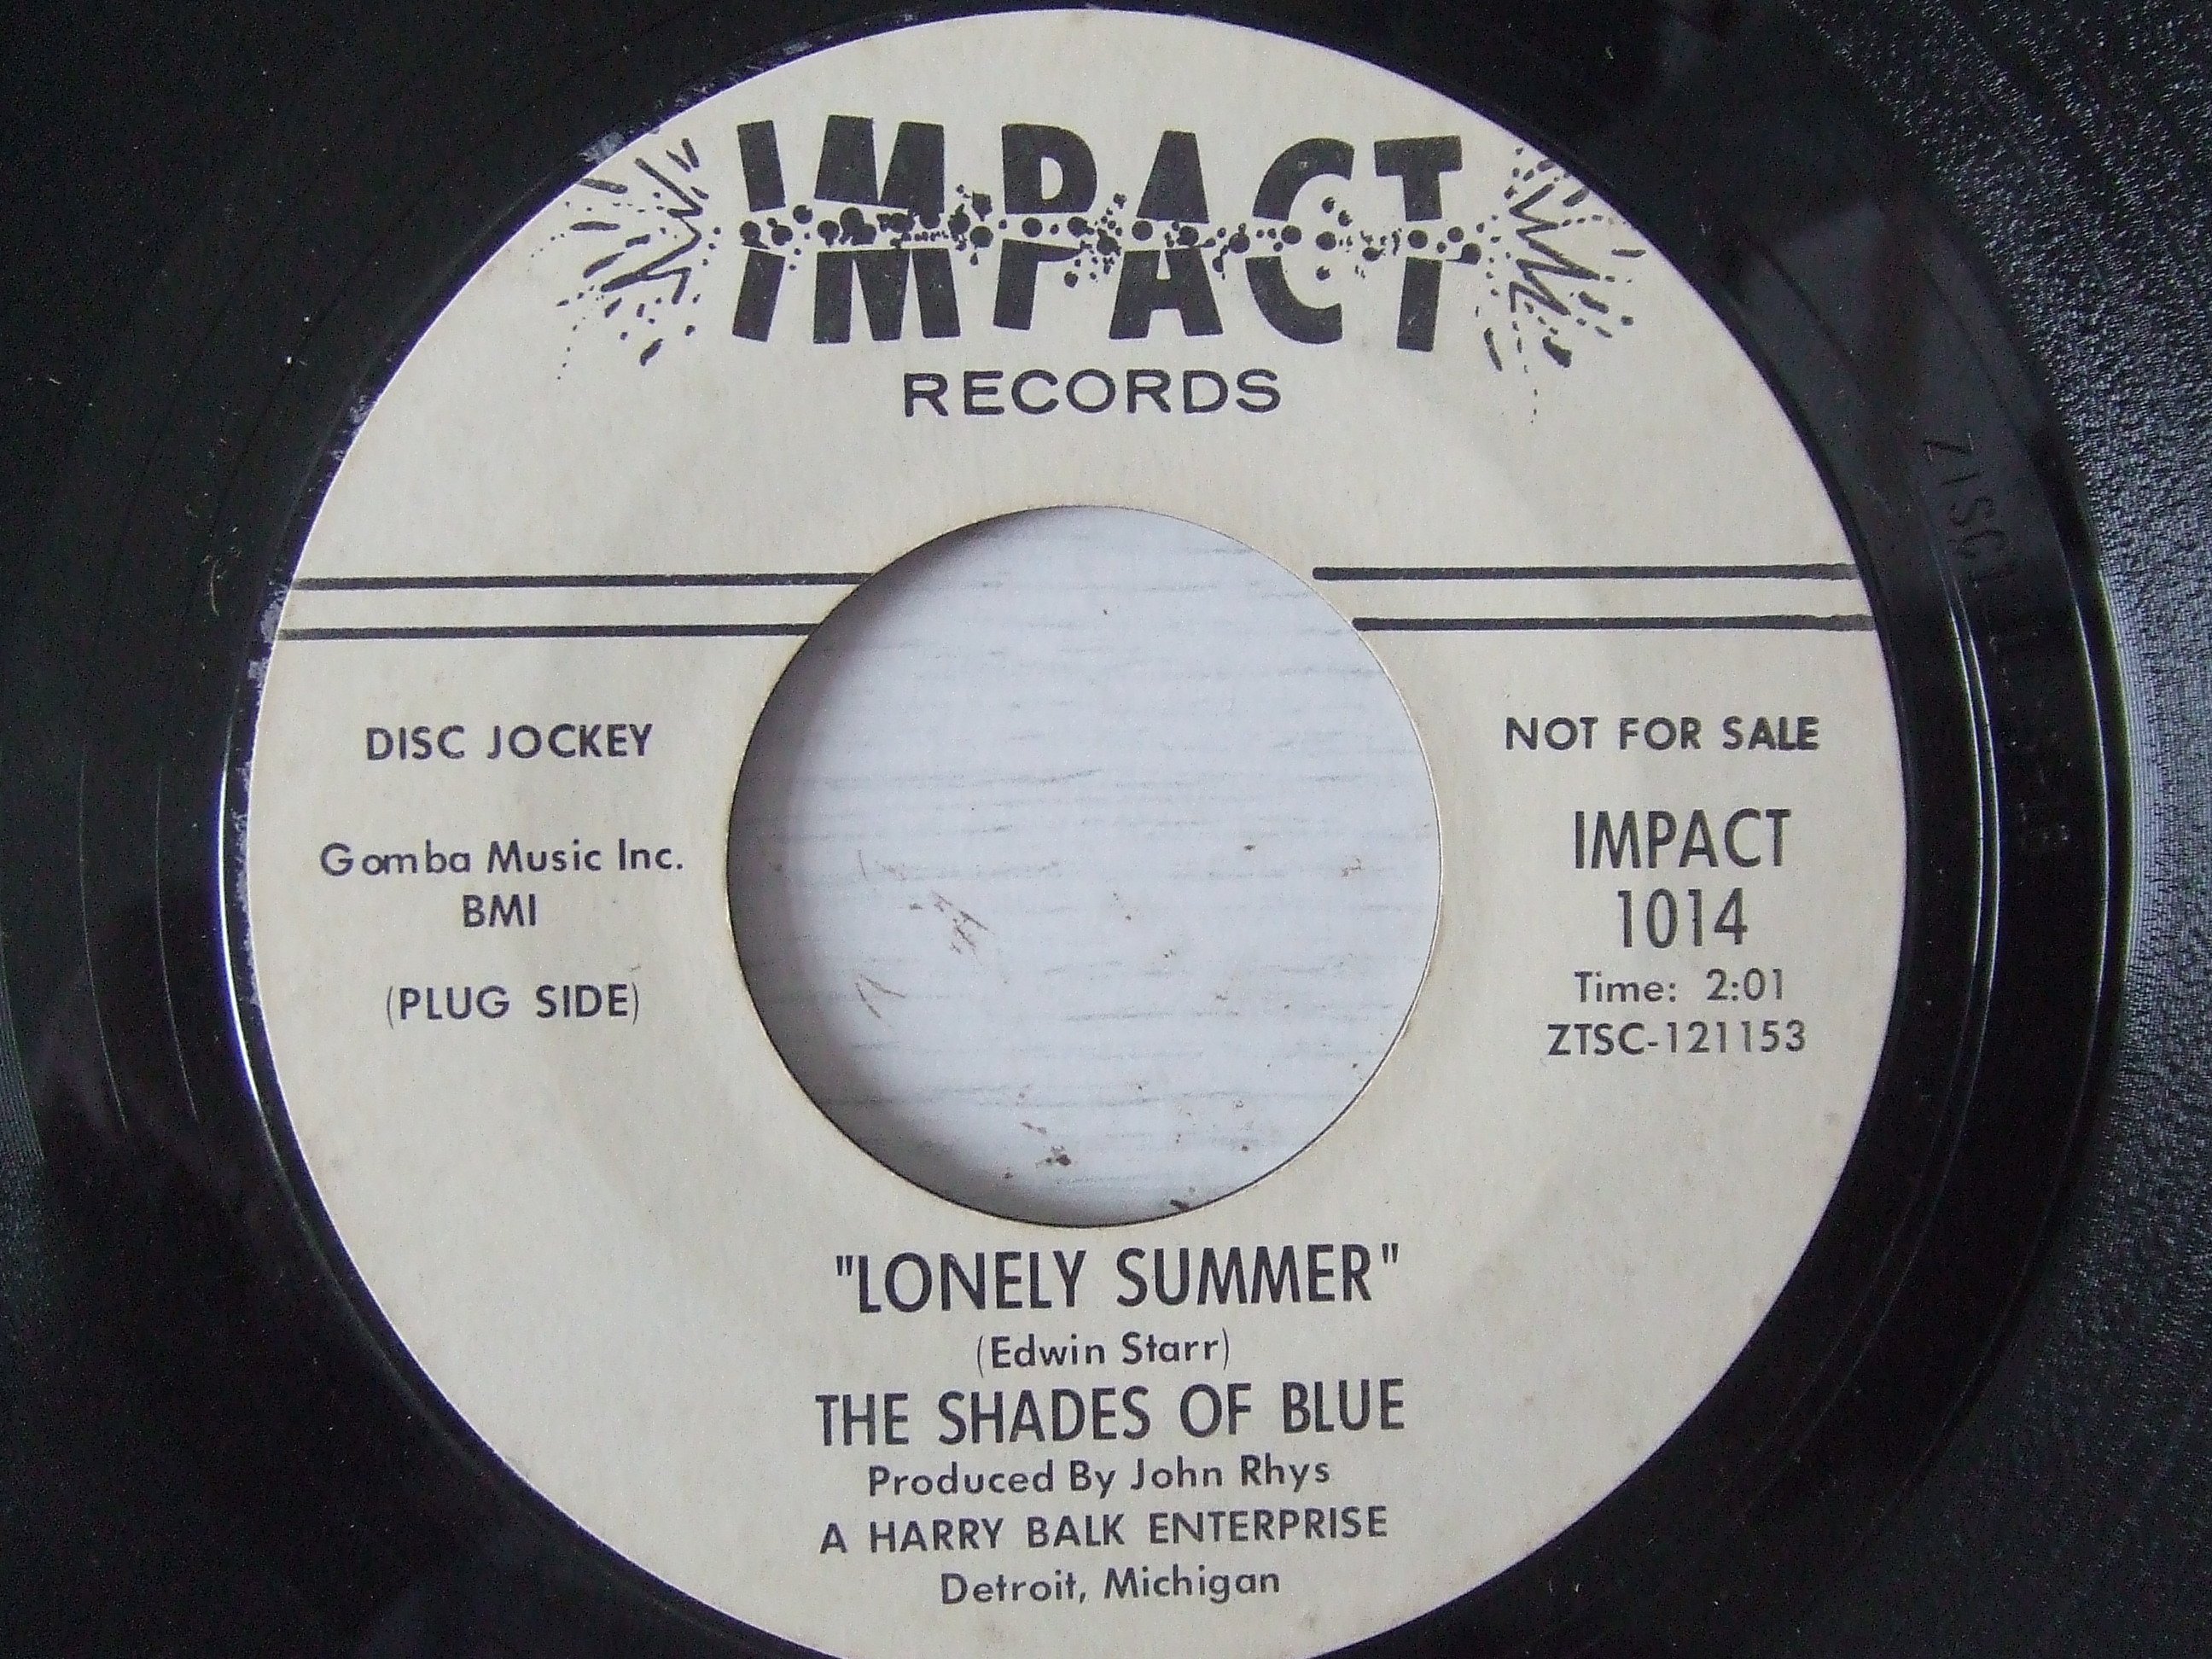 IMPACT
RECORDS
DISC JOCKEY
NOT FOR SALE
Gomba Music Inc.
BMI
(PLUG SIDE)
IMPACT
1014
Time: 2:01
ZTSC-121153
"LONELY SUMMER"
(Edwin Starr)
THE SHADES OF BLUE
Produced By John Rhys
A HARRY BALK ENTERPRISE
Detroit, Michigan